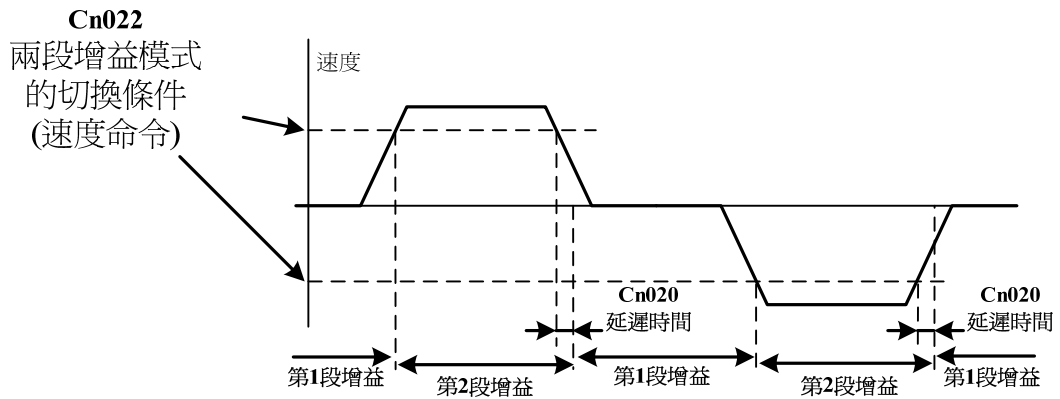 Cn022
兩段增益模式
的切換條件
(速度命令)
速度
Cn020
延遲時間
Cn020
延遲時間
第1段增益
第2段增益
第1段增益
第2段增益
第1段增益